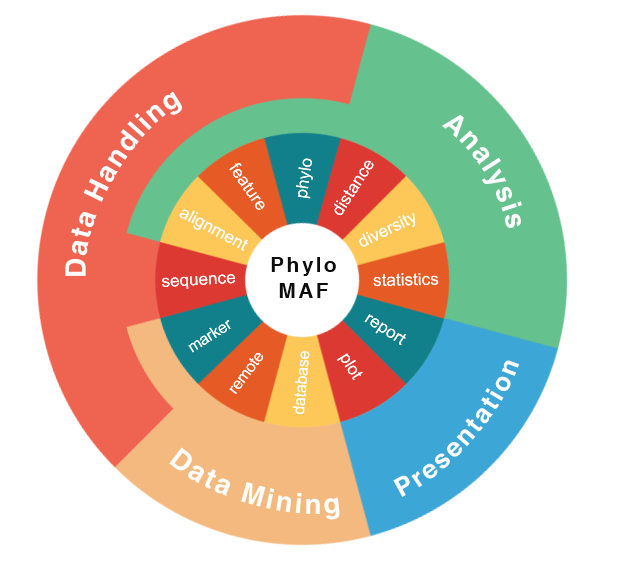 Data Handling
Analysis
Presentation
Data Mining
phylo
distance
diversity
statistics
report
plot
database
remote
marker
sequence
alignment
feature
Phylo
MAF